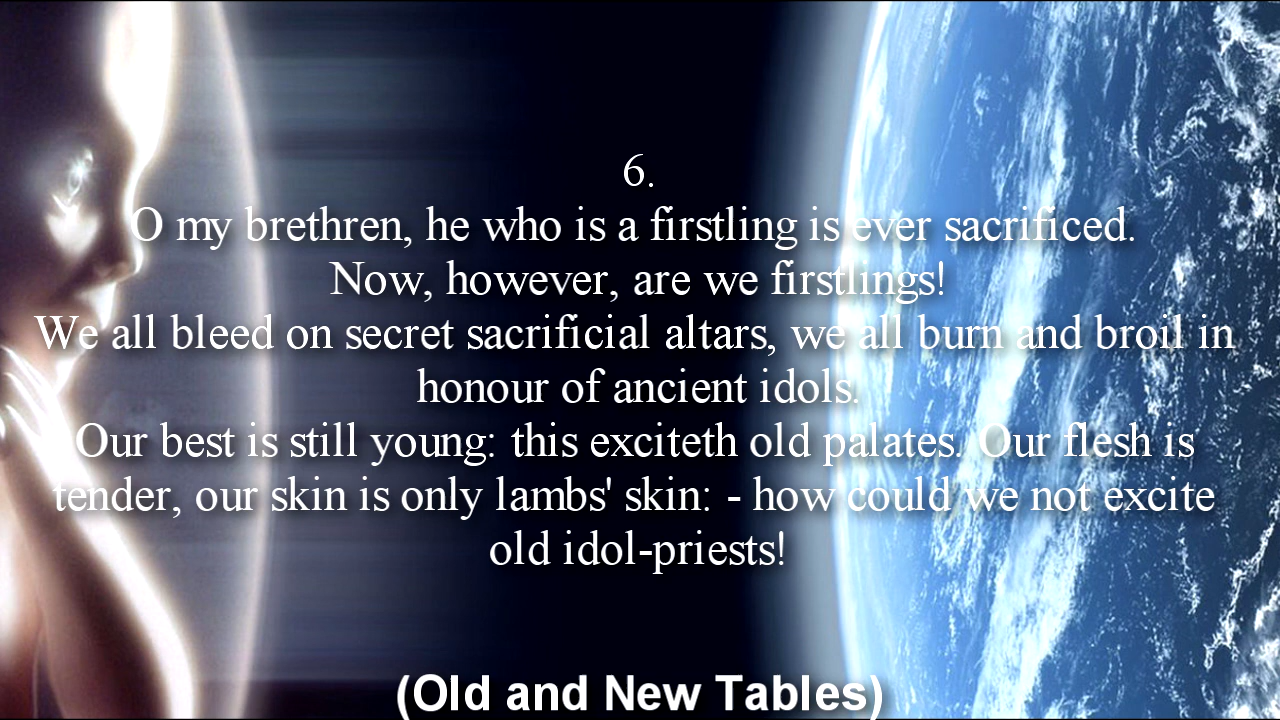 6.
O my brethren, he who is a firstling is ever sacrificed.
Now, however, are we firstlings!
We all bleed on secret sacrificial altars, we all burn and broil in
honour of ancient idols.
Our best is still young: this exciteth old palates. Our flesh is
tender, our skin is only lambs' skin: - how could we not excite
old idol-priests!
(Old and New Tables)